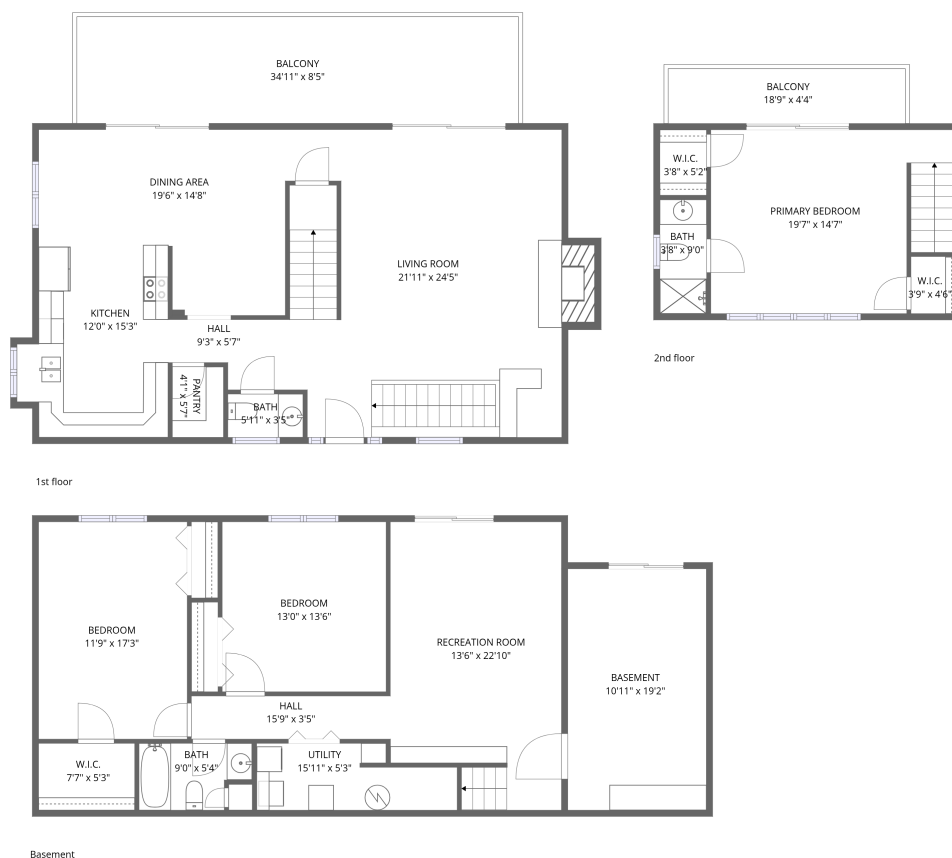 BALCONY
34'11" x 8'5"
DINING AREA
19'6" x 14'8"
LIVING ROOM
21'11" x 24'5"
KITCHEN
12'0" x 15'3"
HALL
9'3" x 5'7"
PANTRY
4'1" x 5'7"
BATH
5'11" x 3'5"
1st floor
BALCONY
18'9" x 4'4"
W.I.C.
3'8" x 5'2"
PRIMARY BEDROOM
19'7" x 14'7"
BATH
3'8" x 9'0"
W.I.C.
3'9" x 4'6"
2nd floor
BEDROOM
11'9" x 17'3"
BEDROOM
13'0" x 13'6"
RECREATION ROOM
13'6" x 22'10"
BASEMENT
10'11" x 19'2"
HALL
15'9" x 3'5"
W.I.C.
7'7" x 5'3"
BATH
9'0" x 5'4"
UTILITY
15'11" x 5'3"
Basement